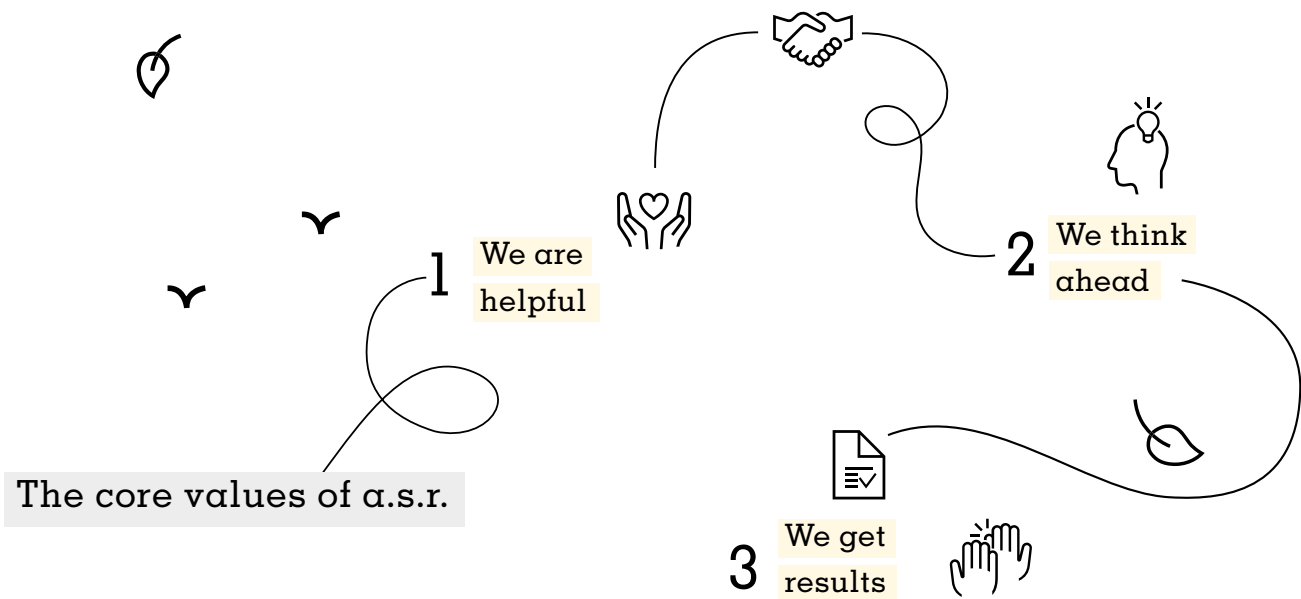 The core values of a.s.r.
1
We are
helpful
2
We think
ahead
3
We get
results